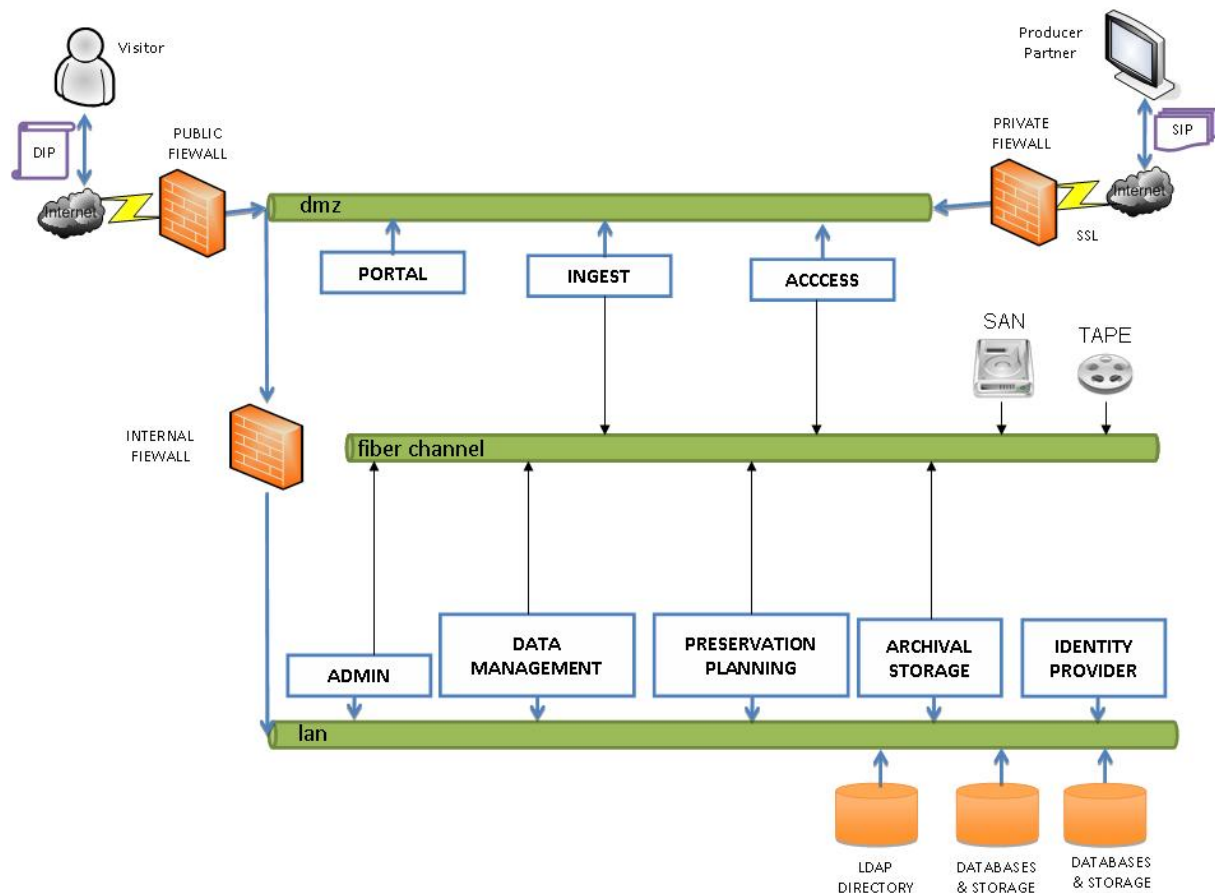 Visitor
Producer
Partner
DIP
SIP
PUBLIC
FIEWALL
PRIVATE
FIEWALL
Internet
Internet
SSL
dmz
PORTAL
INGEST
ACCCESS
SAN
TAPE
INTERNAL
FIEWALL
fiber channel
ADMIN
DATA
MANAGEMENT
PRESERVATION
PLANNING
ARCHIVAL
STORAGE
IDENTITY
PROVIDER
lan
LDAP
DIRECTORY
DATABASES
& STORAGE
DATABASES
& STORAGE